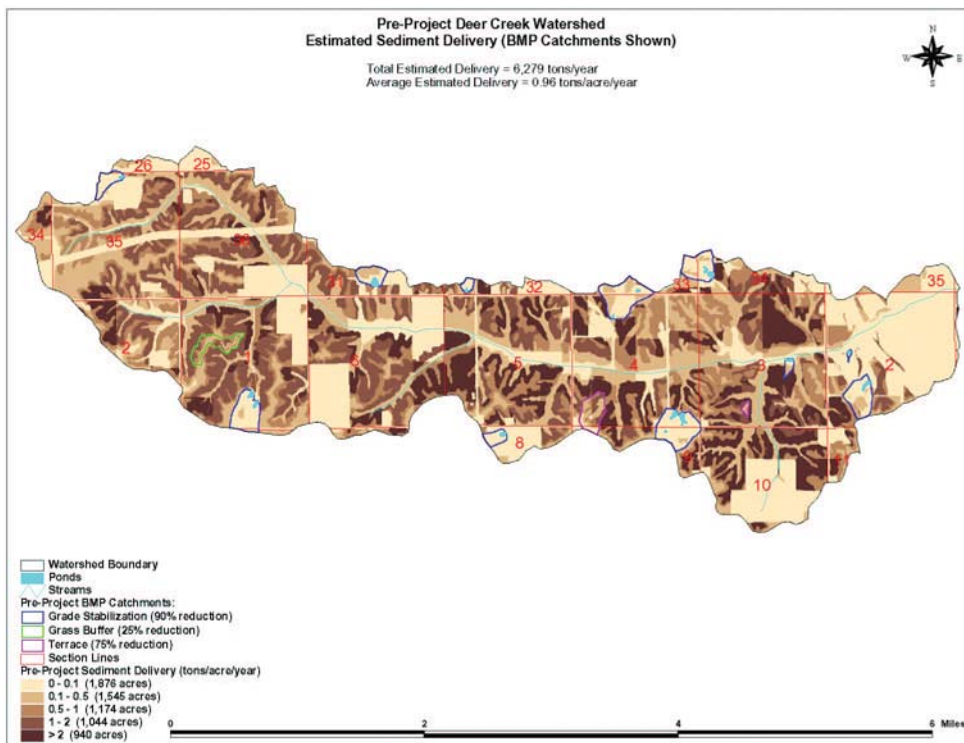 Pre-Project Deer Creek Watershed
Estimated Sediment Delivery (BMP Catchments Shown)
Total Estimated Delivery = 6,279 tons/year
Average Estimated Delivery = 0.96 tons/acre/year
N
W E
S
26 25
34 35 36
31 32 33 35
2 1 6 5 4 3 2
8 10
Watershed Boundary
Ponds
Streams
Pre-Project BMP Catchments:
Grade Stabilization (90% reduction)
Grass Buffer (25% reduction)
Terrace (75% reduction)
Section Lines
Pre-Project Sediment Delivery (tons/acre/year)
0 - 0.1 (1,876 acres)
0.1 - 0.5 (1,545 acres)
0.5 - 1 (1,174 acres)
1 - 2 (1,044 acres)
> 2 (940 acres)
0 2 4 6 Miles